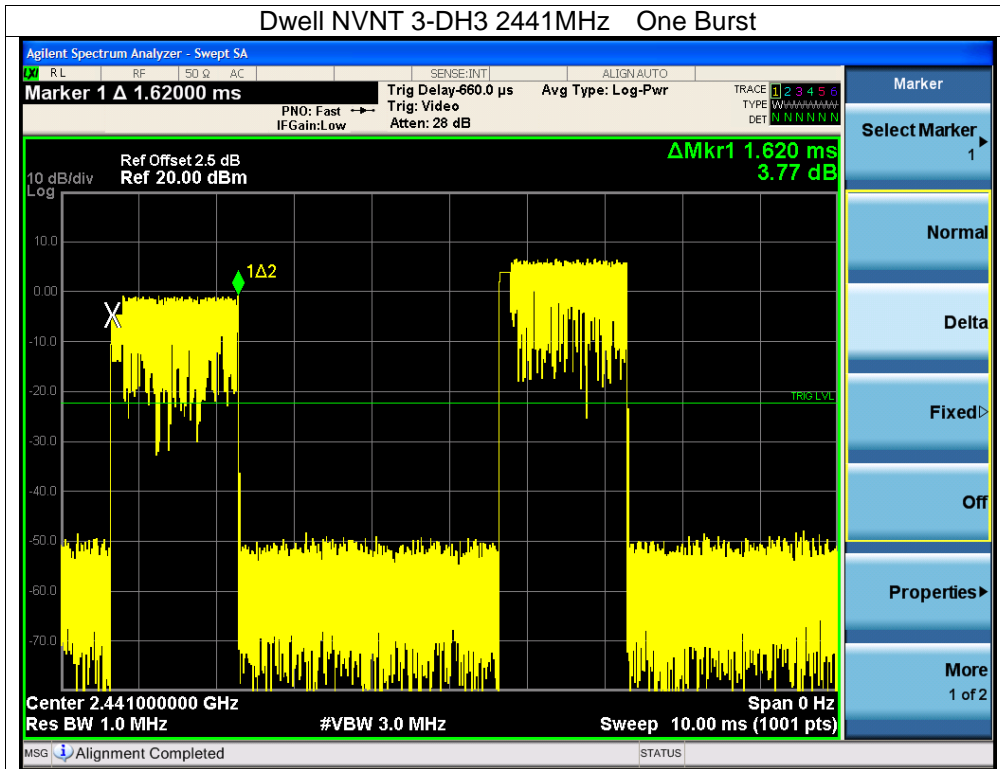 Dwell NVNT 3-DH3 2441MHz One Burst
Agilent Spectrum Analyzer - Swept SA
LXI RL RF 50 Ω AC SENSE:INT ALIGN AUTO
Marker 1 Δ 1.62000 ms
PNO: Fast
IFGain:Low
Trig Delay-660.0 µs
Trig: Video
Atten: 28 dB
Avg Type: Log-Pwr
TRACE 1 2 3 4 5 6
TYPE WWWWWW
DET N N N N N N
ΔMkr1 1.620 ms
3.77 dB
Ref Offset 2.5 dB
10 dB/div Ref 20.00 dBm
Log
10.0
0.00
-10.0
-20.0
-30.0
-40.0
-50.0
-60.0
-70.0
1Δ2
TRIG LVL
Center 2.441000000 GHz Span 0 Hz
Res BW 1.0 MHz #VBW 3.0 MHz Sweep 10.00 ms (1001 pts)
MSG Alignment Completed STATUS
Marker
Select Marker
1
Normal
Delta
Fixed
Off
Properties
More
1 of 2